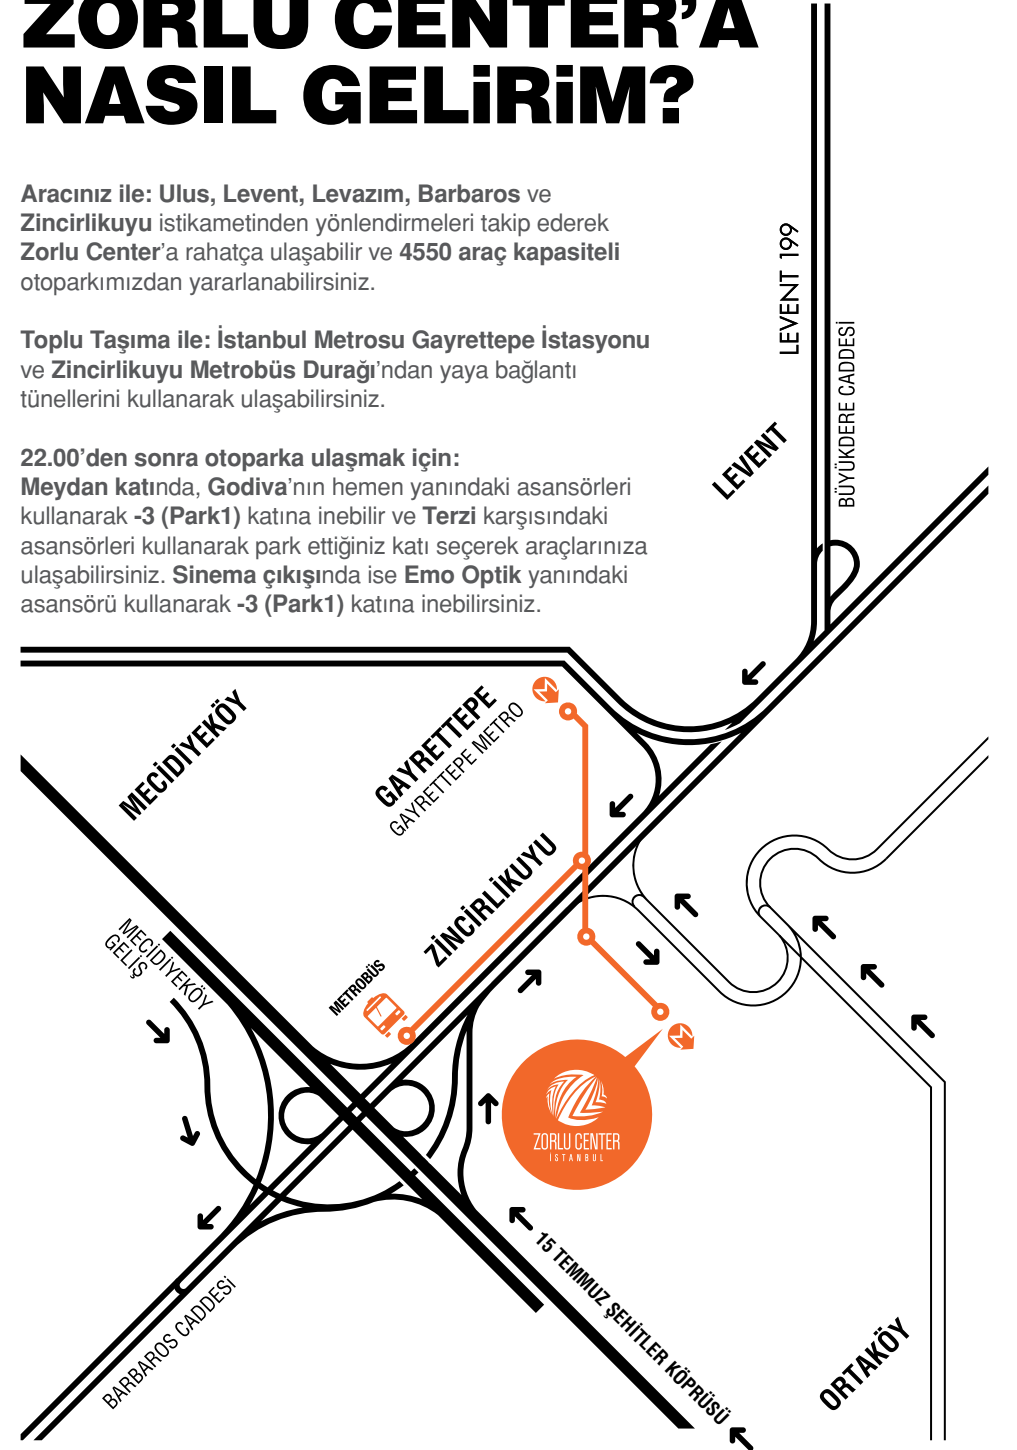 ZORLU CENTER'A
NASIL GELiRiM?
Aracınız ile: Ulus, Levent, Levazım, Barbaros ve
Zincirlikuyu istikametinden yönlendirmeleri takip ederek
Zorlu Center'a rahatça ulaşabilir ve 4550 araç kapasiteli
otoparkımızdan yararlanabilirsiniz.
Toplu Taşıma ile: İstanbul Metrosu Gayrettepe İstasyonu
ve Zincirlikuyu Metrobüs Durağı'ndan yaya bağlantı
tünellerini kullanarak ulaşabilirsiniz.
22.00'den sonra otoparka ulaşmak için:
Meydan katında, Godiva'nın hemen yanındaki asansörleri
kullanarak -3 (Park1) katına inebilir ve Terzi karşısındaki
asansörleri kullanarak park ettiğiniz katı seçerek araçlarınıza
ulaşabilirsiniz. Sinema çıkışında ise Emo Optik yanındaki
asansörü kullanarak -3 (Park1) katına inebilirsiniz.
LEVENT 199
BÜYÜKDERE CADDESİ
LEVENT
MECİDİYEKÖY
GAYRETTEPE
GAYRETTEPE METRO
M
ZİNCİRLİKUYU
MECİDİYEKÖY
GELİŞ
METROBÜS
M
ZORLU CENTER
İSTANBUL
15 TEMMUZ ŞEHİTLER KÖPRÜSÜ
BARBAROS CADDESİ
ORTAKÖY